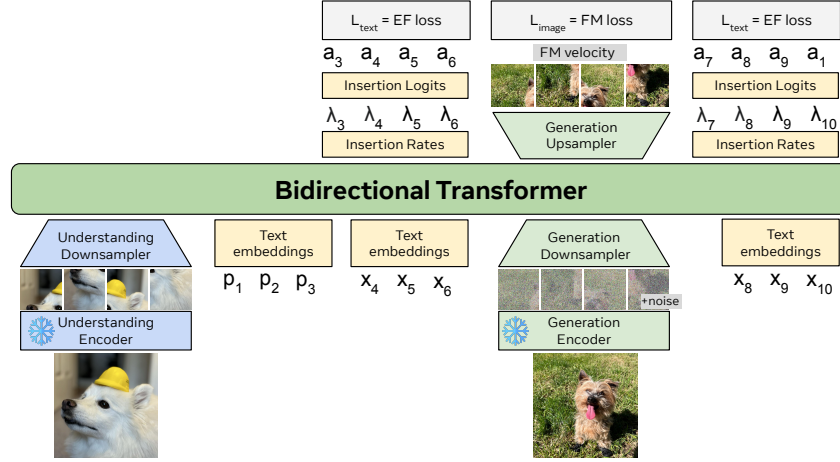 L_text = EF loss
L_image = FM loss
L_text = EF loss
a_3 a_4 a_5 a_6
FM velocity
a_7 a_8 a_9 a_1
Insertion Logits
Insertion Logits
λ_3 λ_4 λ_5 λ_6
Generation
Upsampler
λ_7 λ_8 λ_9 λ_10
Insertion Rates
Insertion Rates
Bidirectional Transformer
Understanding
Downsampler
Text
embeddings
Text
embeddings
Generation
Downsampler
Text
embeddings
p_1 p_2 p_3
x_4 x_5 x_6
x_8 x_9 x_10
+noise
Understanding
Encoder
Generation
Encoder